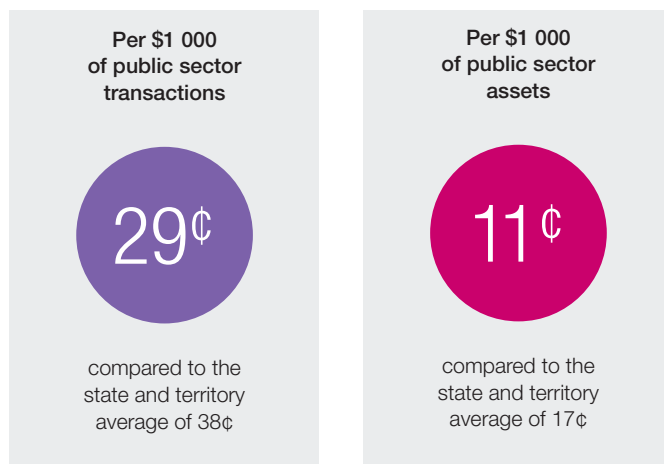 Per $1 000
of public sector
transactions
29¢
compared to the
state and territory
average of 38¢
Per $1 000
of public sector
assets
11¢
compared to the
state and territory
average of 17¢